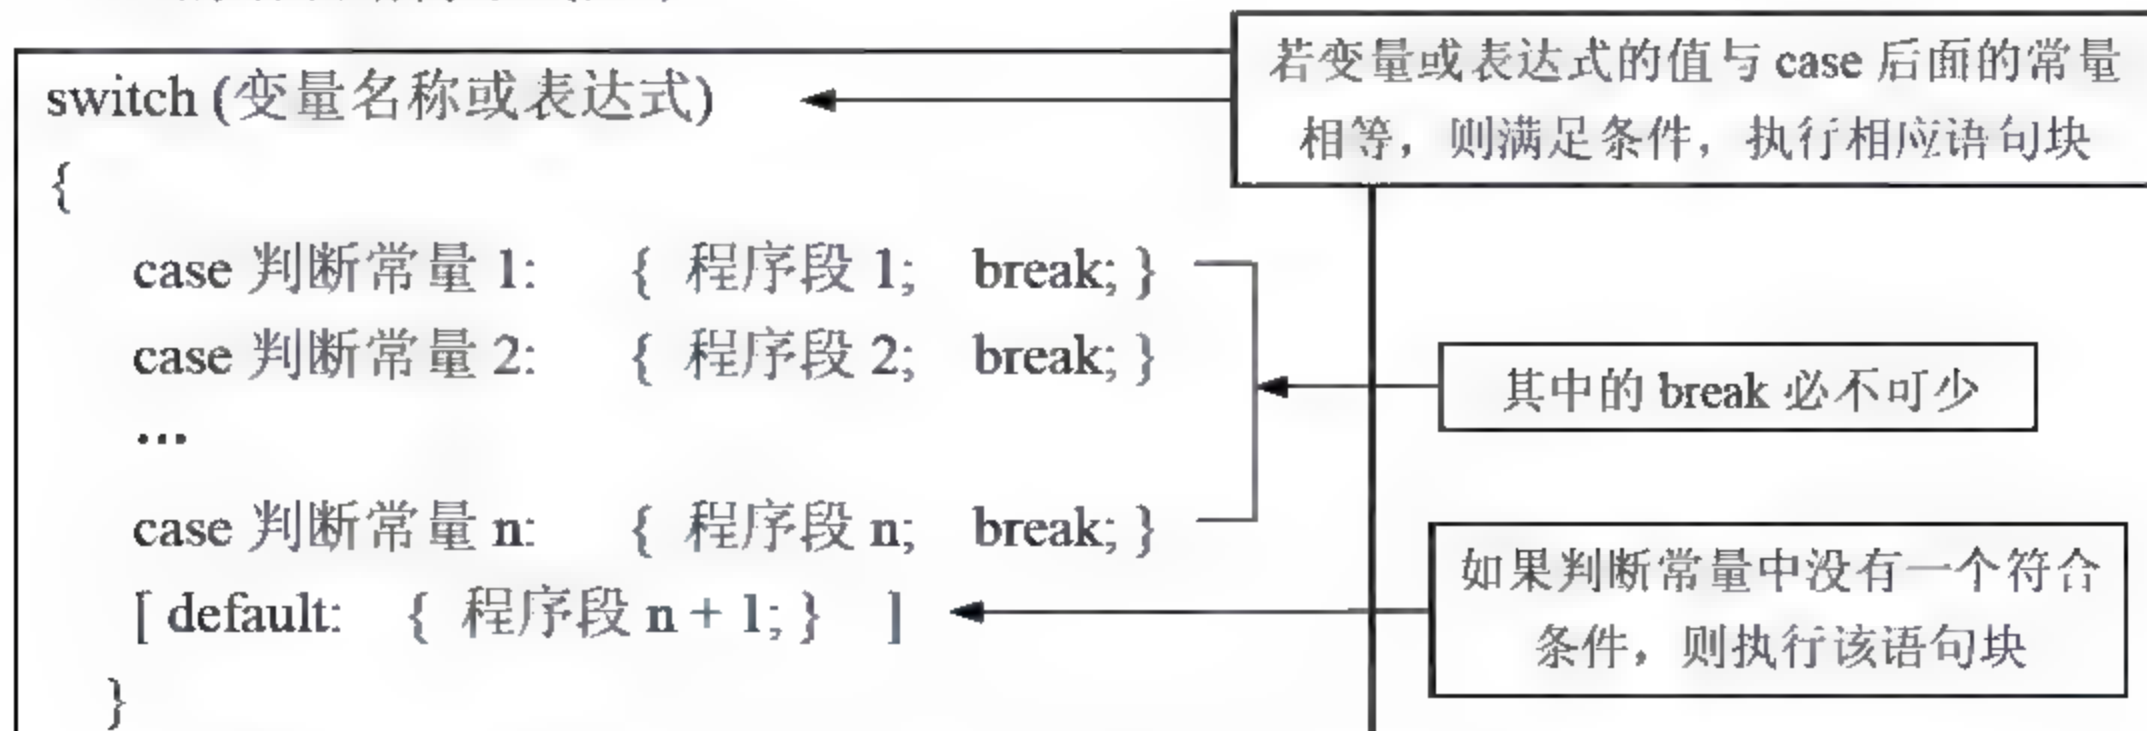 switch (变量名称或表达式)
{
case 判断常量 1: { 程序段 1; break; }
case 判断常量 2: { 程序段 2; break; }
…
case 判断常量 n: { 程序段 n; break; }
[ default: { 程序段 n + 1; } ]
}
若变量或表达式的值与 case 后面的常量
相等，则满足条件，执行相应语句块
其中的 break 必不可少
如果判断常量中没有一个符合
条件，则执行该语句块